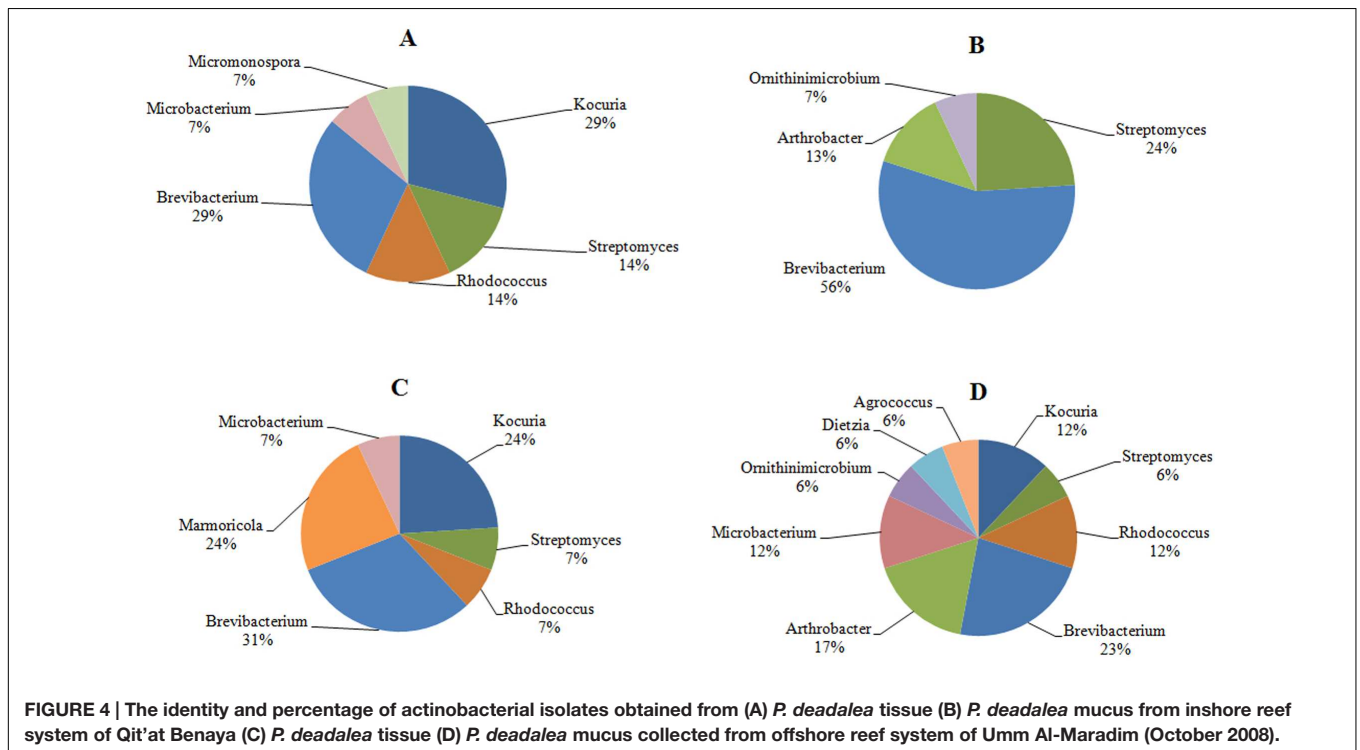 A
Micromonospora
7%
Microbacterium
7%
Kocuria
29%
Brevibacterium
29%
Streptomyces
14%
Rhodococcus
14%
B
Ornithinimicrobium
7%
Arthrobacter
13%
Streptomyces
24%
Brevibacterium
56%
C
Microbacterium
7%
Kocuria
24%
Marmoricola
24%
Streptomyces
7%
Rhodococcus
7%
Brevibacterium
31%
D
Agrococcus
6%
Dietzia
6%
Ornithinimicrobium
6%
Microbacterium
12%
Arthrobacter
17%
Kocuria
12%
Streptomyces
6%
Rhodococcus
12%
Brevibacterium
23%
FIGURE 4 | The identity and percentage of actinobacterial isolates obtained from (A) P. deadalea tissue (B) P. deadalea mucus from inshore reef
system of Qit'at Benaya (C) P. deadalea tissue (D) P. deadalea mucus collected from offshore reef system of Umm Al-Maradim (October 2008).